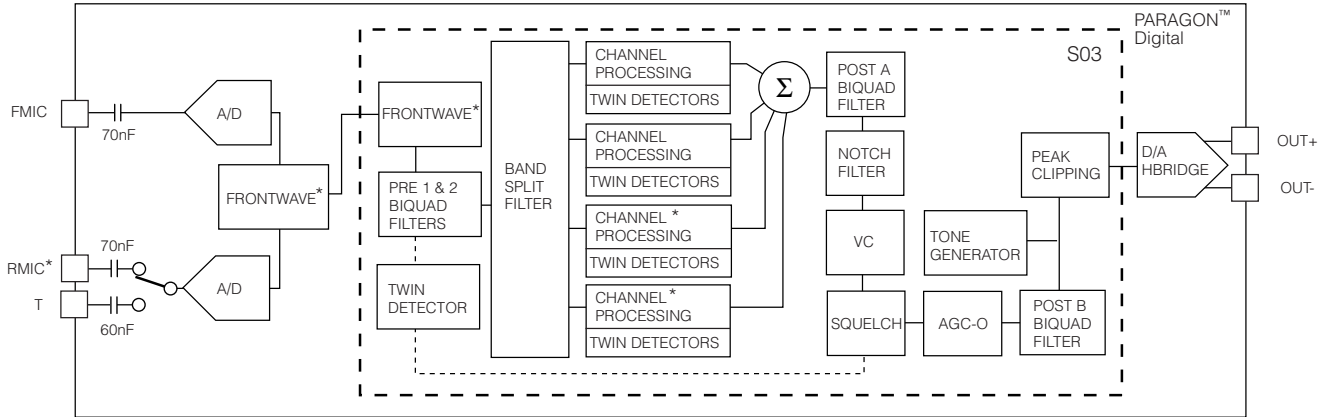 PARAGON™
Digital
S03
FMIC
70nF
A/D
FRONTWAVE*
RMIC*
70nF
T
60nF
A/D
FRONTWAVE*
PRE 1 & 2
BIQUAD
FILTERS
TWIN
DETECTOR
BAND
SPLIT
FILTER
CHANNEL
PROCESSING
TWIN DETECTORS
CHANNEL
PROCESSING
TWIN DETECTORS
CHANNEL *
PROCESSING
TWIN DETECTORS
CHANNEL *
PROCESSING
TWIN DETECTORS
Σ
POST A
BIQUAD
FILTER
NOTCH
FILTER
VC
SQUELCH
AGC-O
TONE
GENERATOR
POST B
BIQUAD
FILTER
PEAK
CLIPPING
D/A
HBRIDGE
OUT+
OUT-